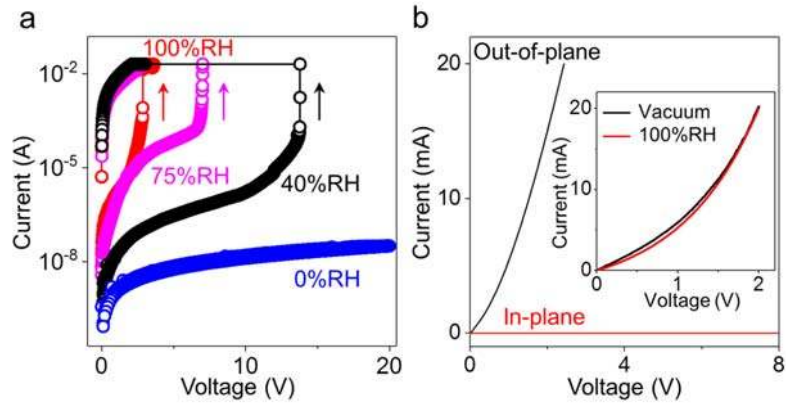 a
100%RH
10⁻²
10⁻⁵
10⁻⁸
Current (A)
75%RH
40%RH
0%RH
0 10 20
Voltage (V)
b
20
10
0
Current (mA)
Out-of-plane
In-plane
0 4 8
Voltage (V)
Vacuum
100%RH
20
10
0
Current (mA)
0 1 2
Voltage (V)